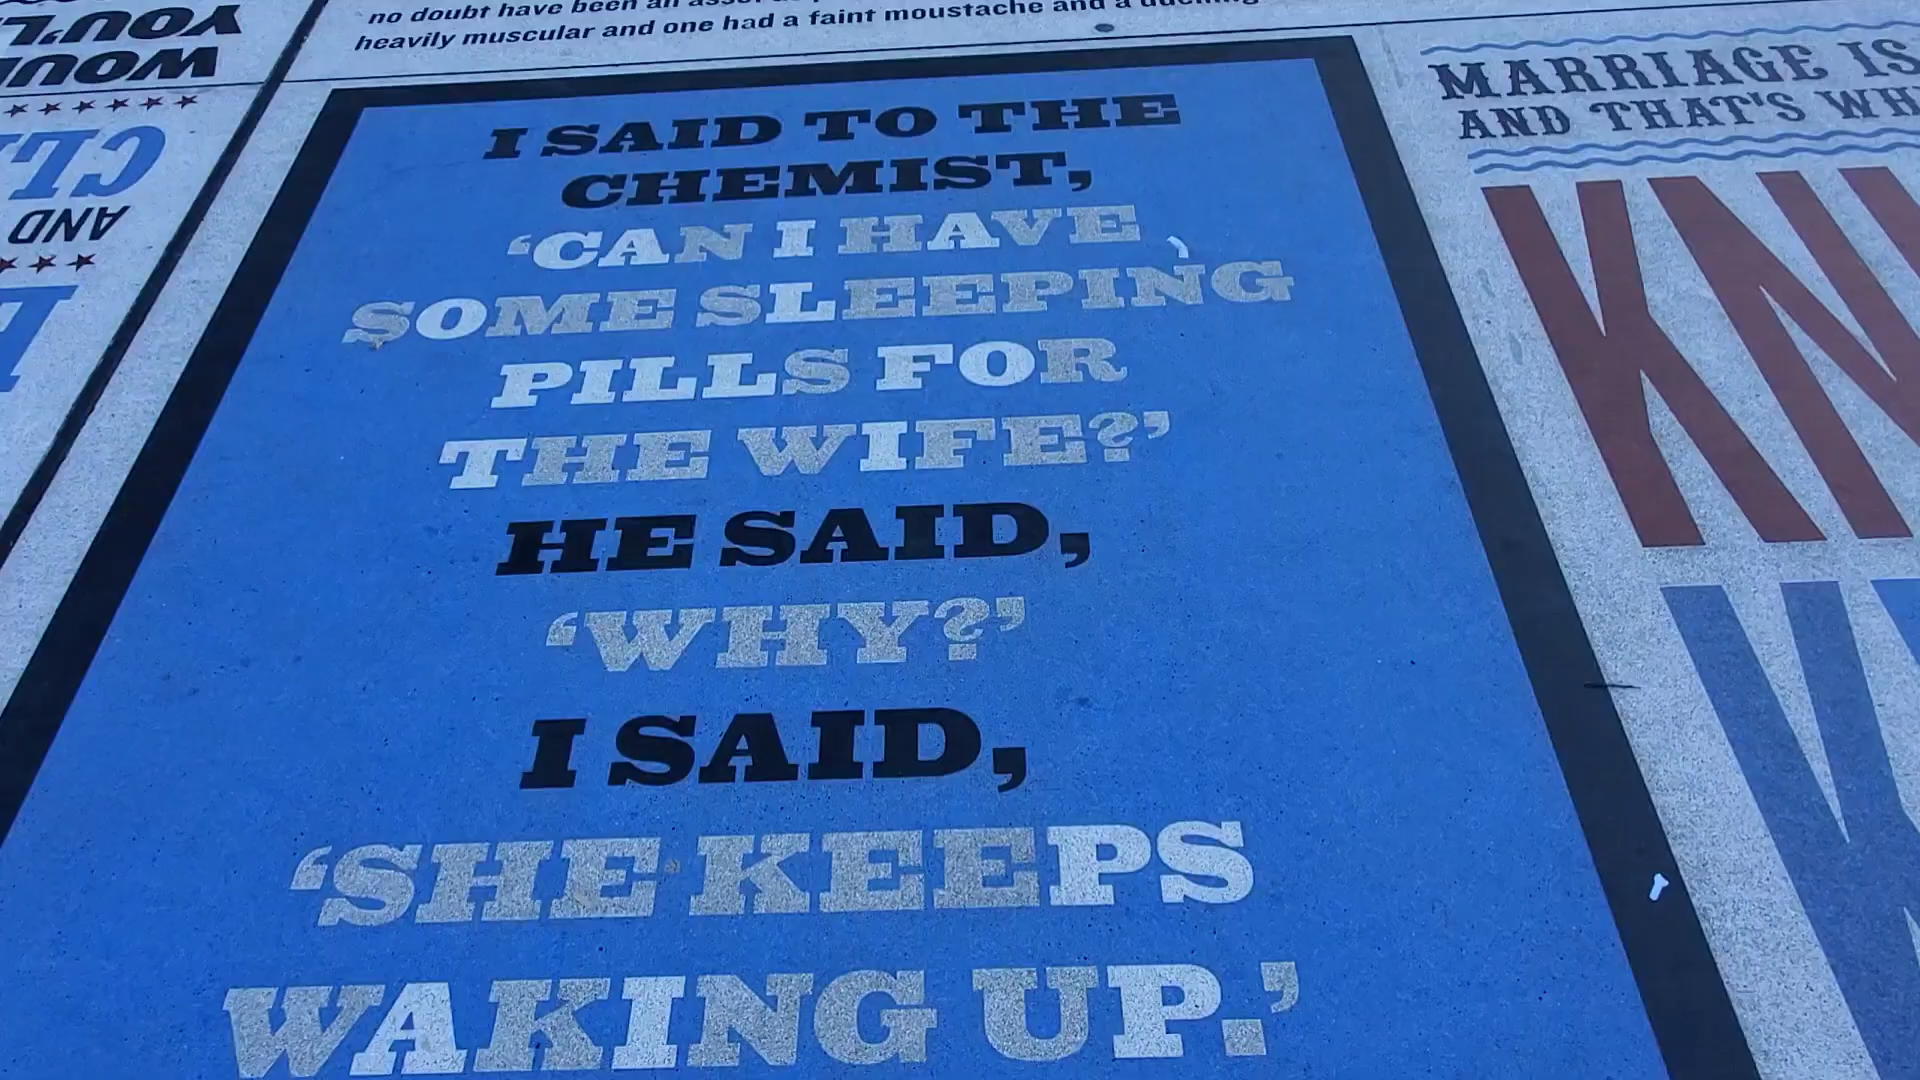 no doubt have been an
heavily muscular and one had a faint moustache and a
I SAID TO THE
CHEMIST,
‘CAN I HAVE
SOME SLEEPING
PILLS FOR
THE WIFE?’
HE SAID,
‘WHY?’
I SAID,
‘SHE KEEPS
WAKING UP.’
MARRIAGE IS
AND THAT'S
WOUL
YOU'L
AND